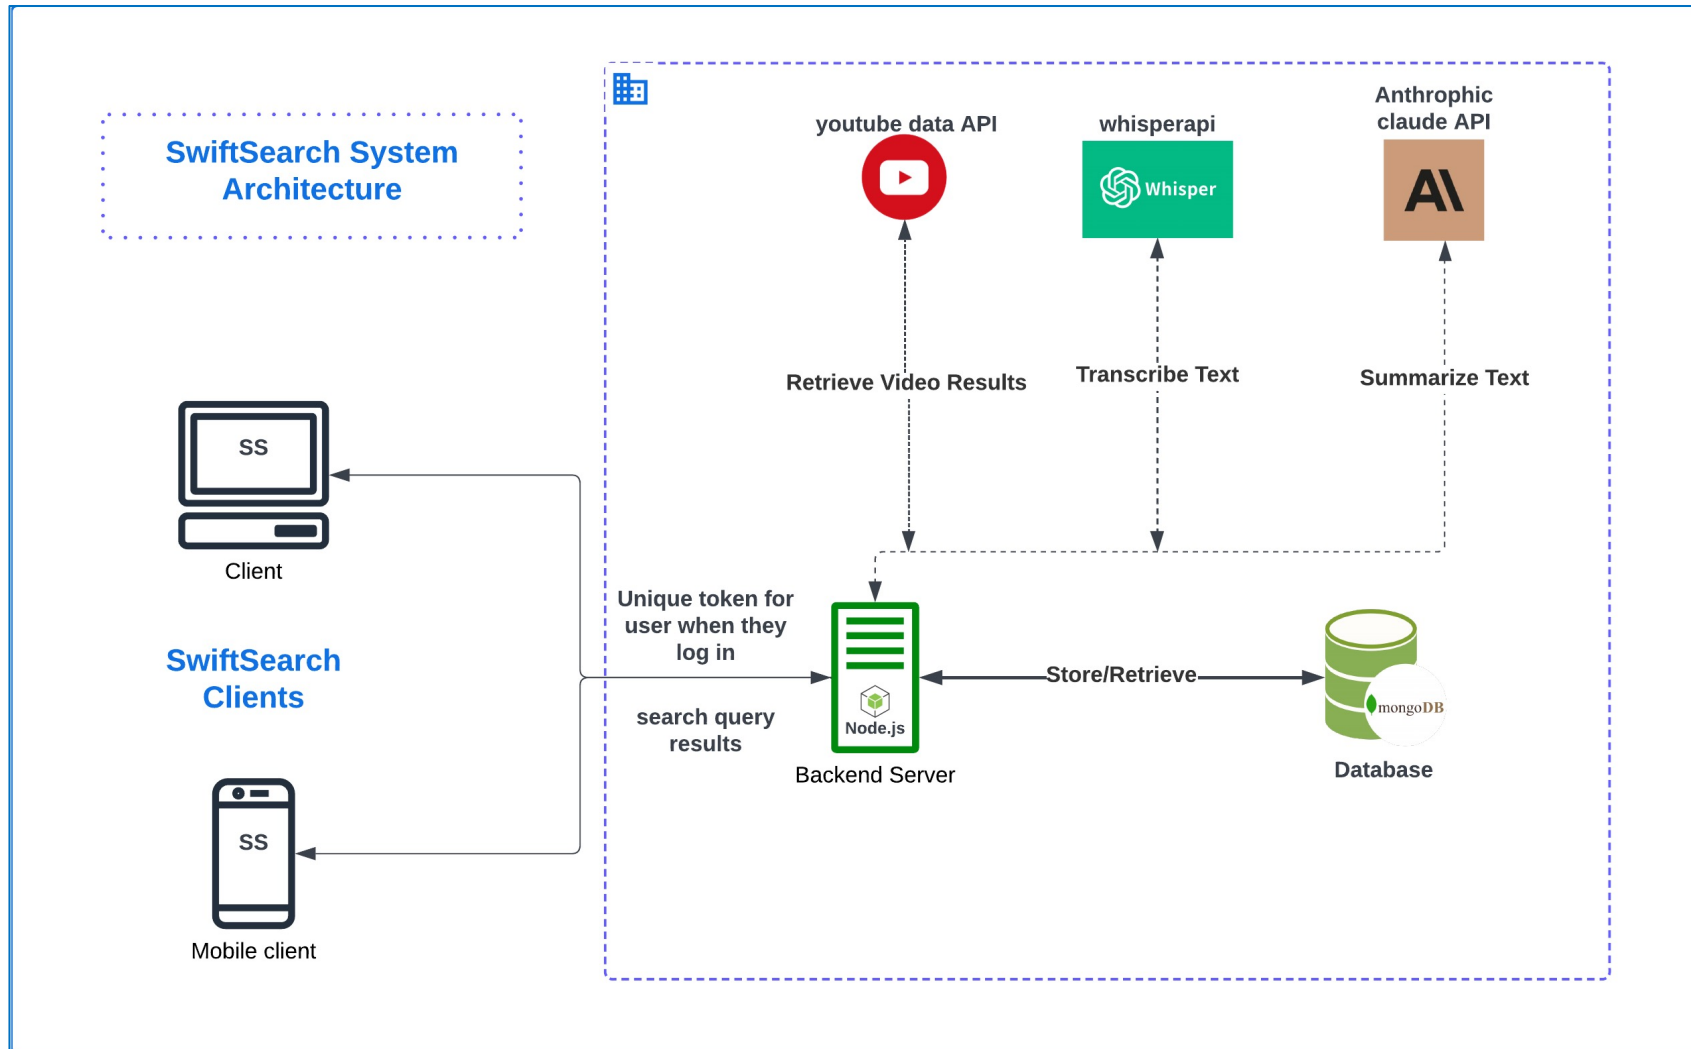 SwiftSearch System
Architecture
youtube data API
whisperapi
Anthrophic
claude API
Whisper
A\
Retrieve Video Results
Transcribe Text
Summarize Text
SS
Client
SwiftSearch
Clients
SS
Mobile client
Unique token for
user when they
log in
search query
results
Node.js
Backend Server
Store/Retrieve
mongoDB
Database